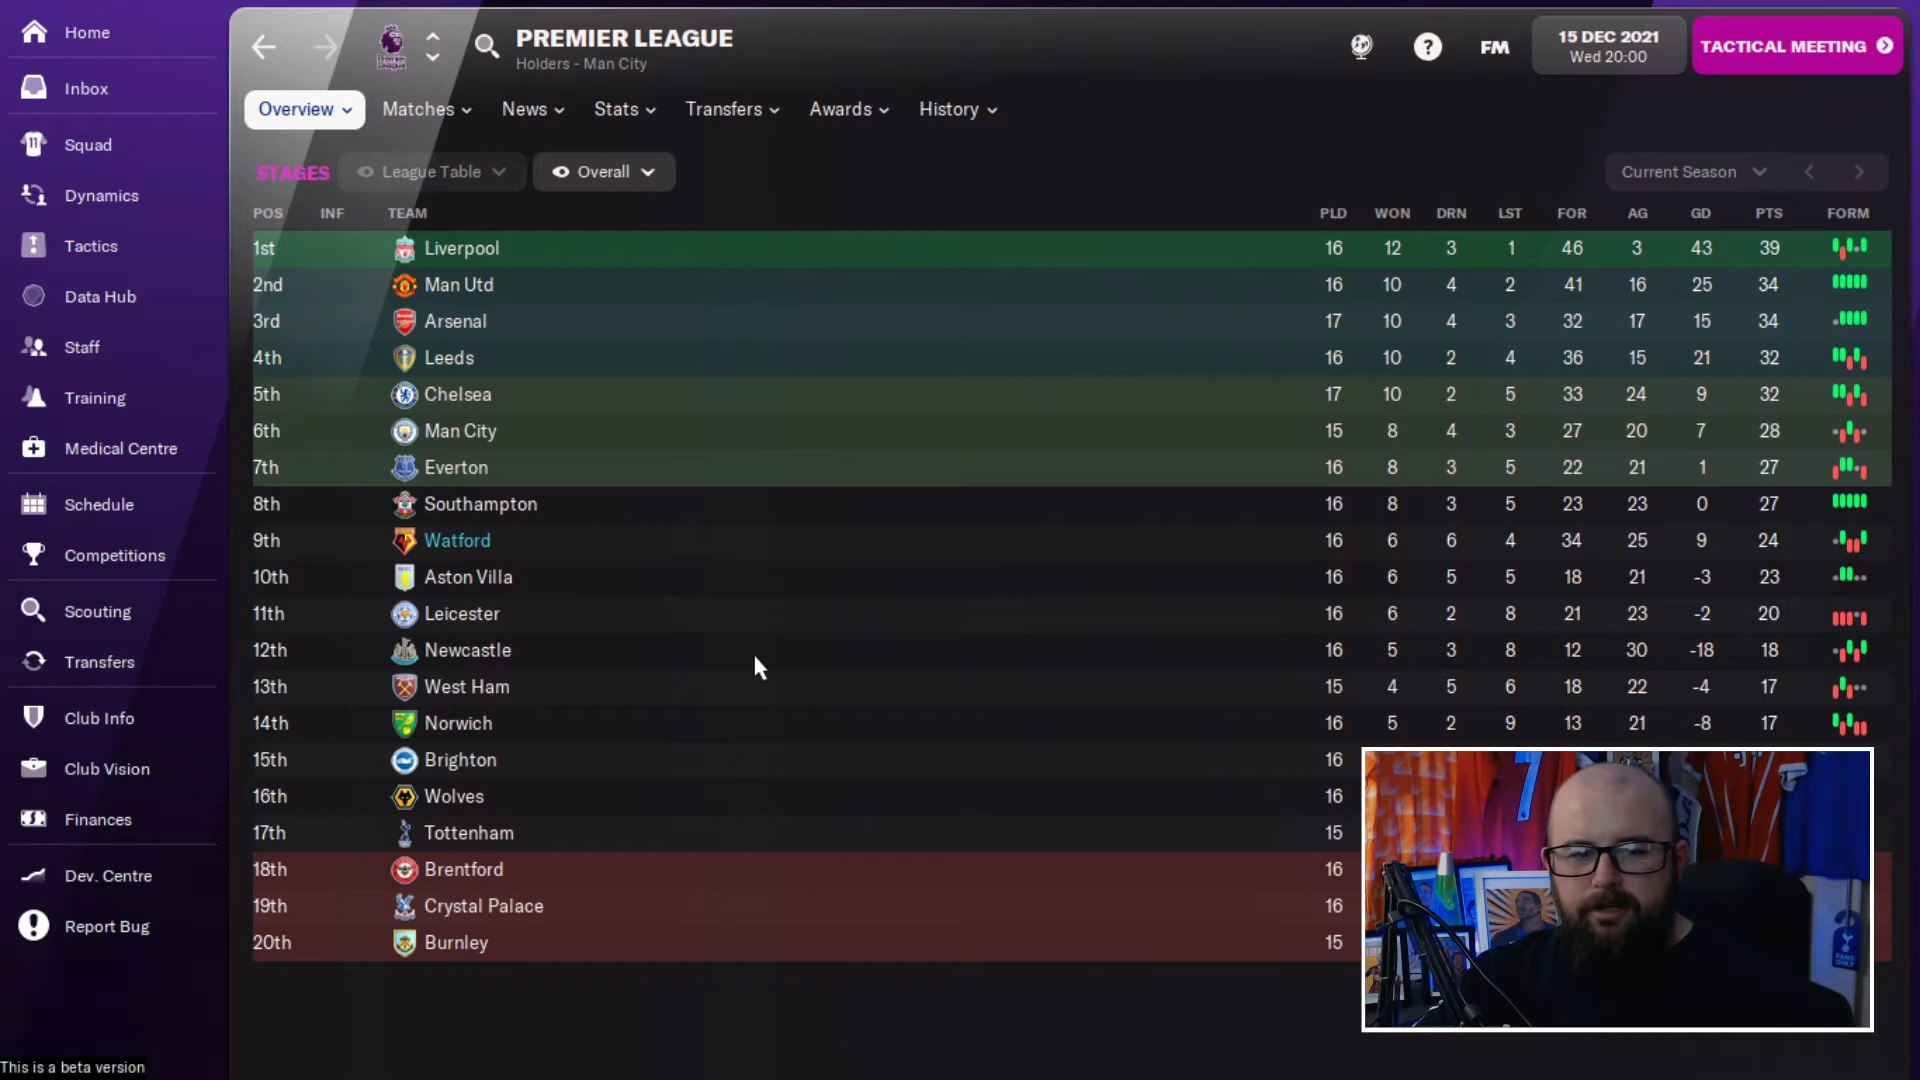 Home
Inbox
Squad
Dynamics
Tactics
Data Hub
Staff
Training
Medical Centre
Schedule
Competitions
Scouting
Transfers
Club Info
Club Vision
Finances
Dev. Centre
Report Bug
This is a beta version
PREMIER LEAGUE
Holders - Man City
?
FM
15 DEC 2021
Wed 20:00
TACTICAL MEETING
Overview Matches News Stats Transfers Awards History
STAGES League Table Overall Current Season
POS INF TEAM PLD WON DRN LST FOR AG GD PTS FORM
1st Liverpool 16 12 3 1 46 3 43 39
2nd Man Utd 16 10 4 2 41 16 25 34
3rd Arsenal 17 10 4 3 32 17 15 34
4th Leeds 16 10 2 4 36 15 21 32
5th Chelsea 17 10 2 5 33 24 9 32
6th Man City 15 8 4 3 27 20 7 28
7th Everton 16 8 3 5 22 21 1 27
8th Southampton 16 8 3 5 23 23 0 27
9th Watford 16 6 6 4 34 25 9 24
10th Aston Villa 16 6 5 5 18 21 -3 23
11th Leicester 16 6 2 8 21 23 -2 20
12th Newcastle 16 5 3 8 12 30 -18 18
13th West Ham 15 4 5 6 18 22 -4 17
14th Norwich 16 5 2 9 13 21 -8 17
15th Brighton 16
16th Wolves 16
17th Tottenham 15
18th Brentford 16
19th Crystal Palace 16
20th Burnley 15
7
FANS
ONLY